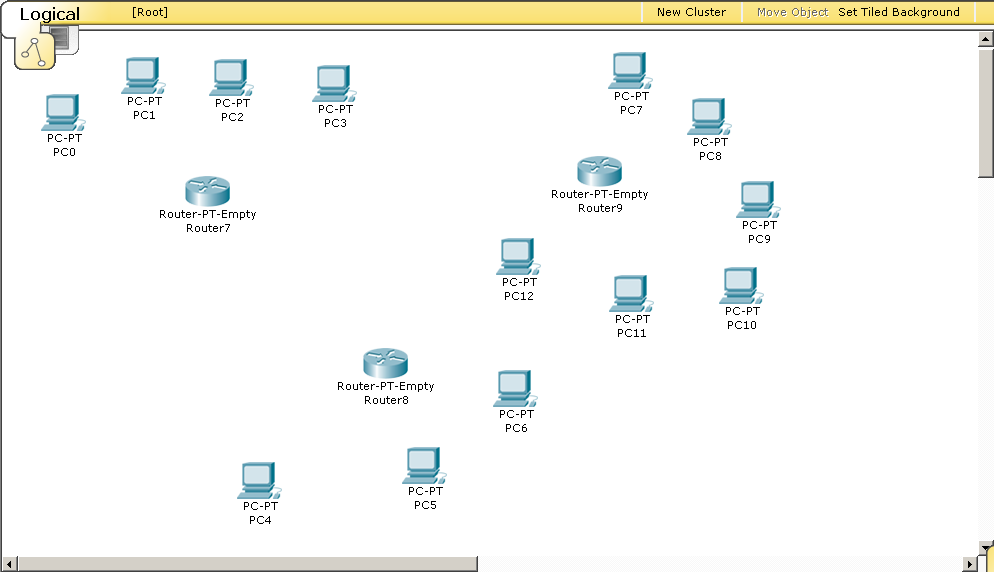 Logical
[Root]
New Cluster
Move Object
Set Tiled Background
PC-PT
PC0
PC-PT
PC1
PC-PT
PC2
PC-PT
PC3
PC-PT
PC7
PC-PT
PC8
Router-PT-Empty
Router7
Router-PT-Empty
Router9
PC-PT
PC9
PC-PT
PC12
PC-PT
PC11
PC-PT
PC10
Router-PT-Empty
Router8
PC-PT
PC6
PC-PT
PC4
PC-PT
PC5